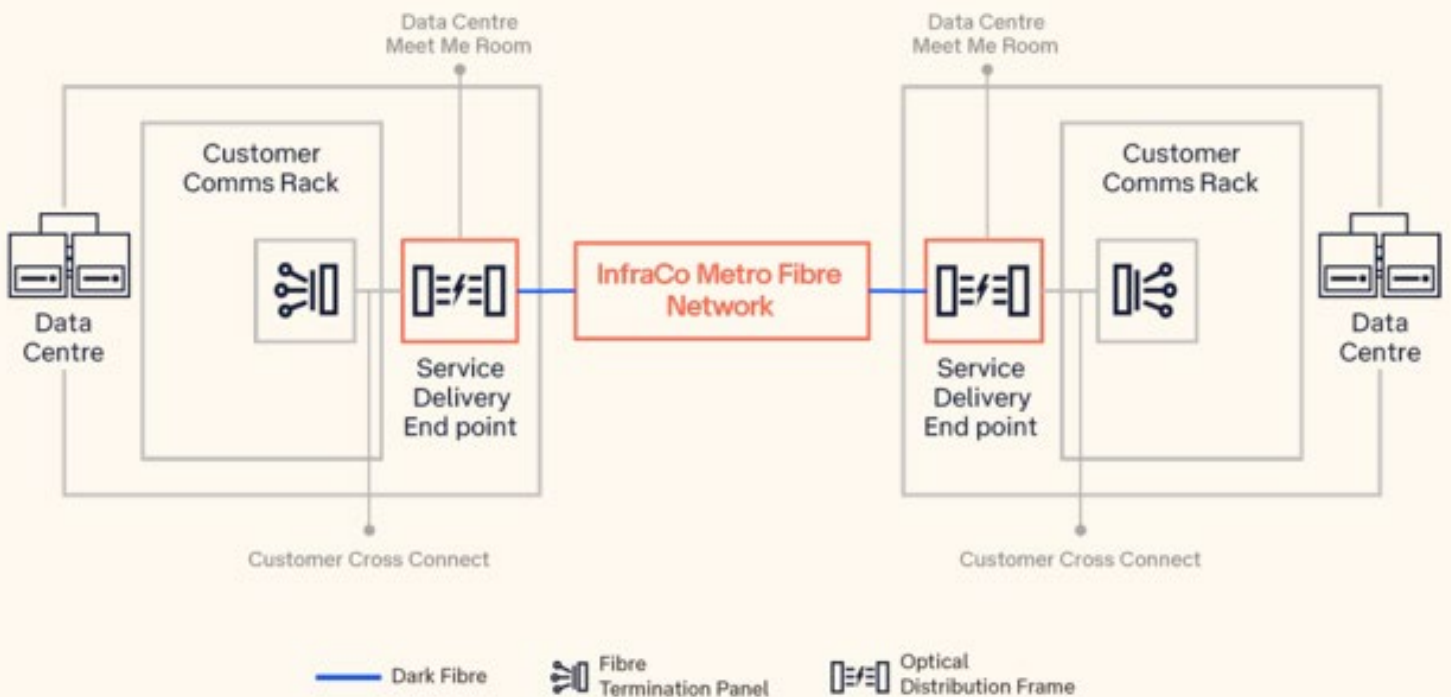 Data Centre
Meet Me Room
Data Centre
Meet Me Room
Customer
Comms Rack
Customer
Comms Rack
InfraCo Metro Fibre
Network
Data
Centre
Service
Delivery
End point
Service
Delivery
End point
Data
Centre
Customer Cross Connect
Customer Cross Connect
Dark Fibre
Fibre
Termination Panel
Optical
Distribution Frame